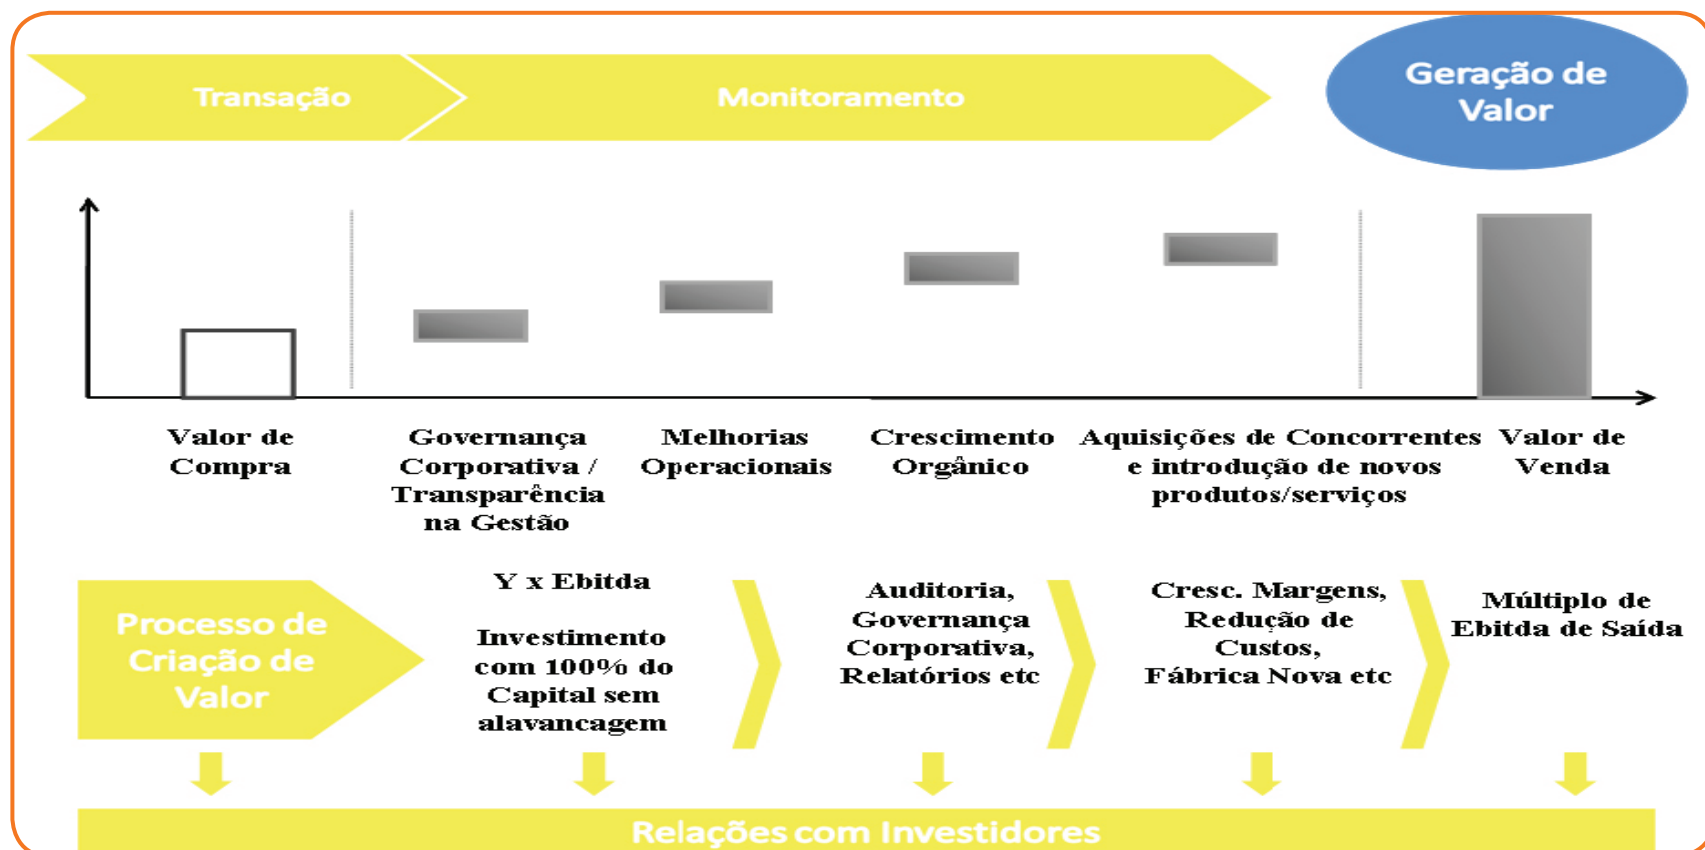 Transação
Monitoramento
Geração de
Valor
Valor de
Compra
Governança
Corporativa /
Transparência
na Gestão
Melhorias
Operacionais
Crescimento
Orgânico
Aquisições de Concorrentes
e introdução de novos
produtos/serviços
Valor de
Venda
Processo de
Criação de
Valor
Y x Ebitda
Investimento
com 100% do
Capital sem
alavancagem
Auditoria,
Governança
Corporativa,
Relatórios etc
Cresc. Margens,
Redução de
Custos,
Fábrica Nova etc
Múltiplo de
Ebitda de Saída
Relações com Investidores